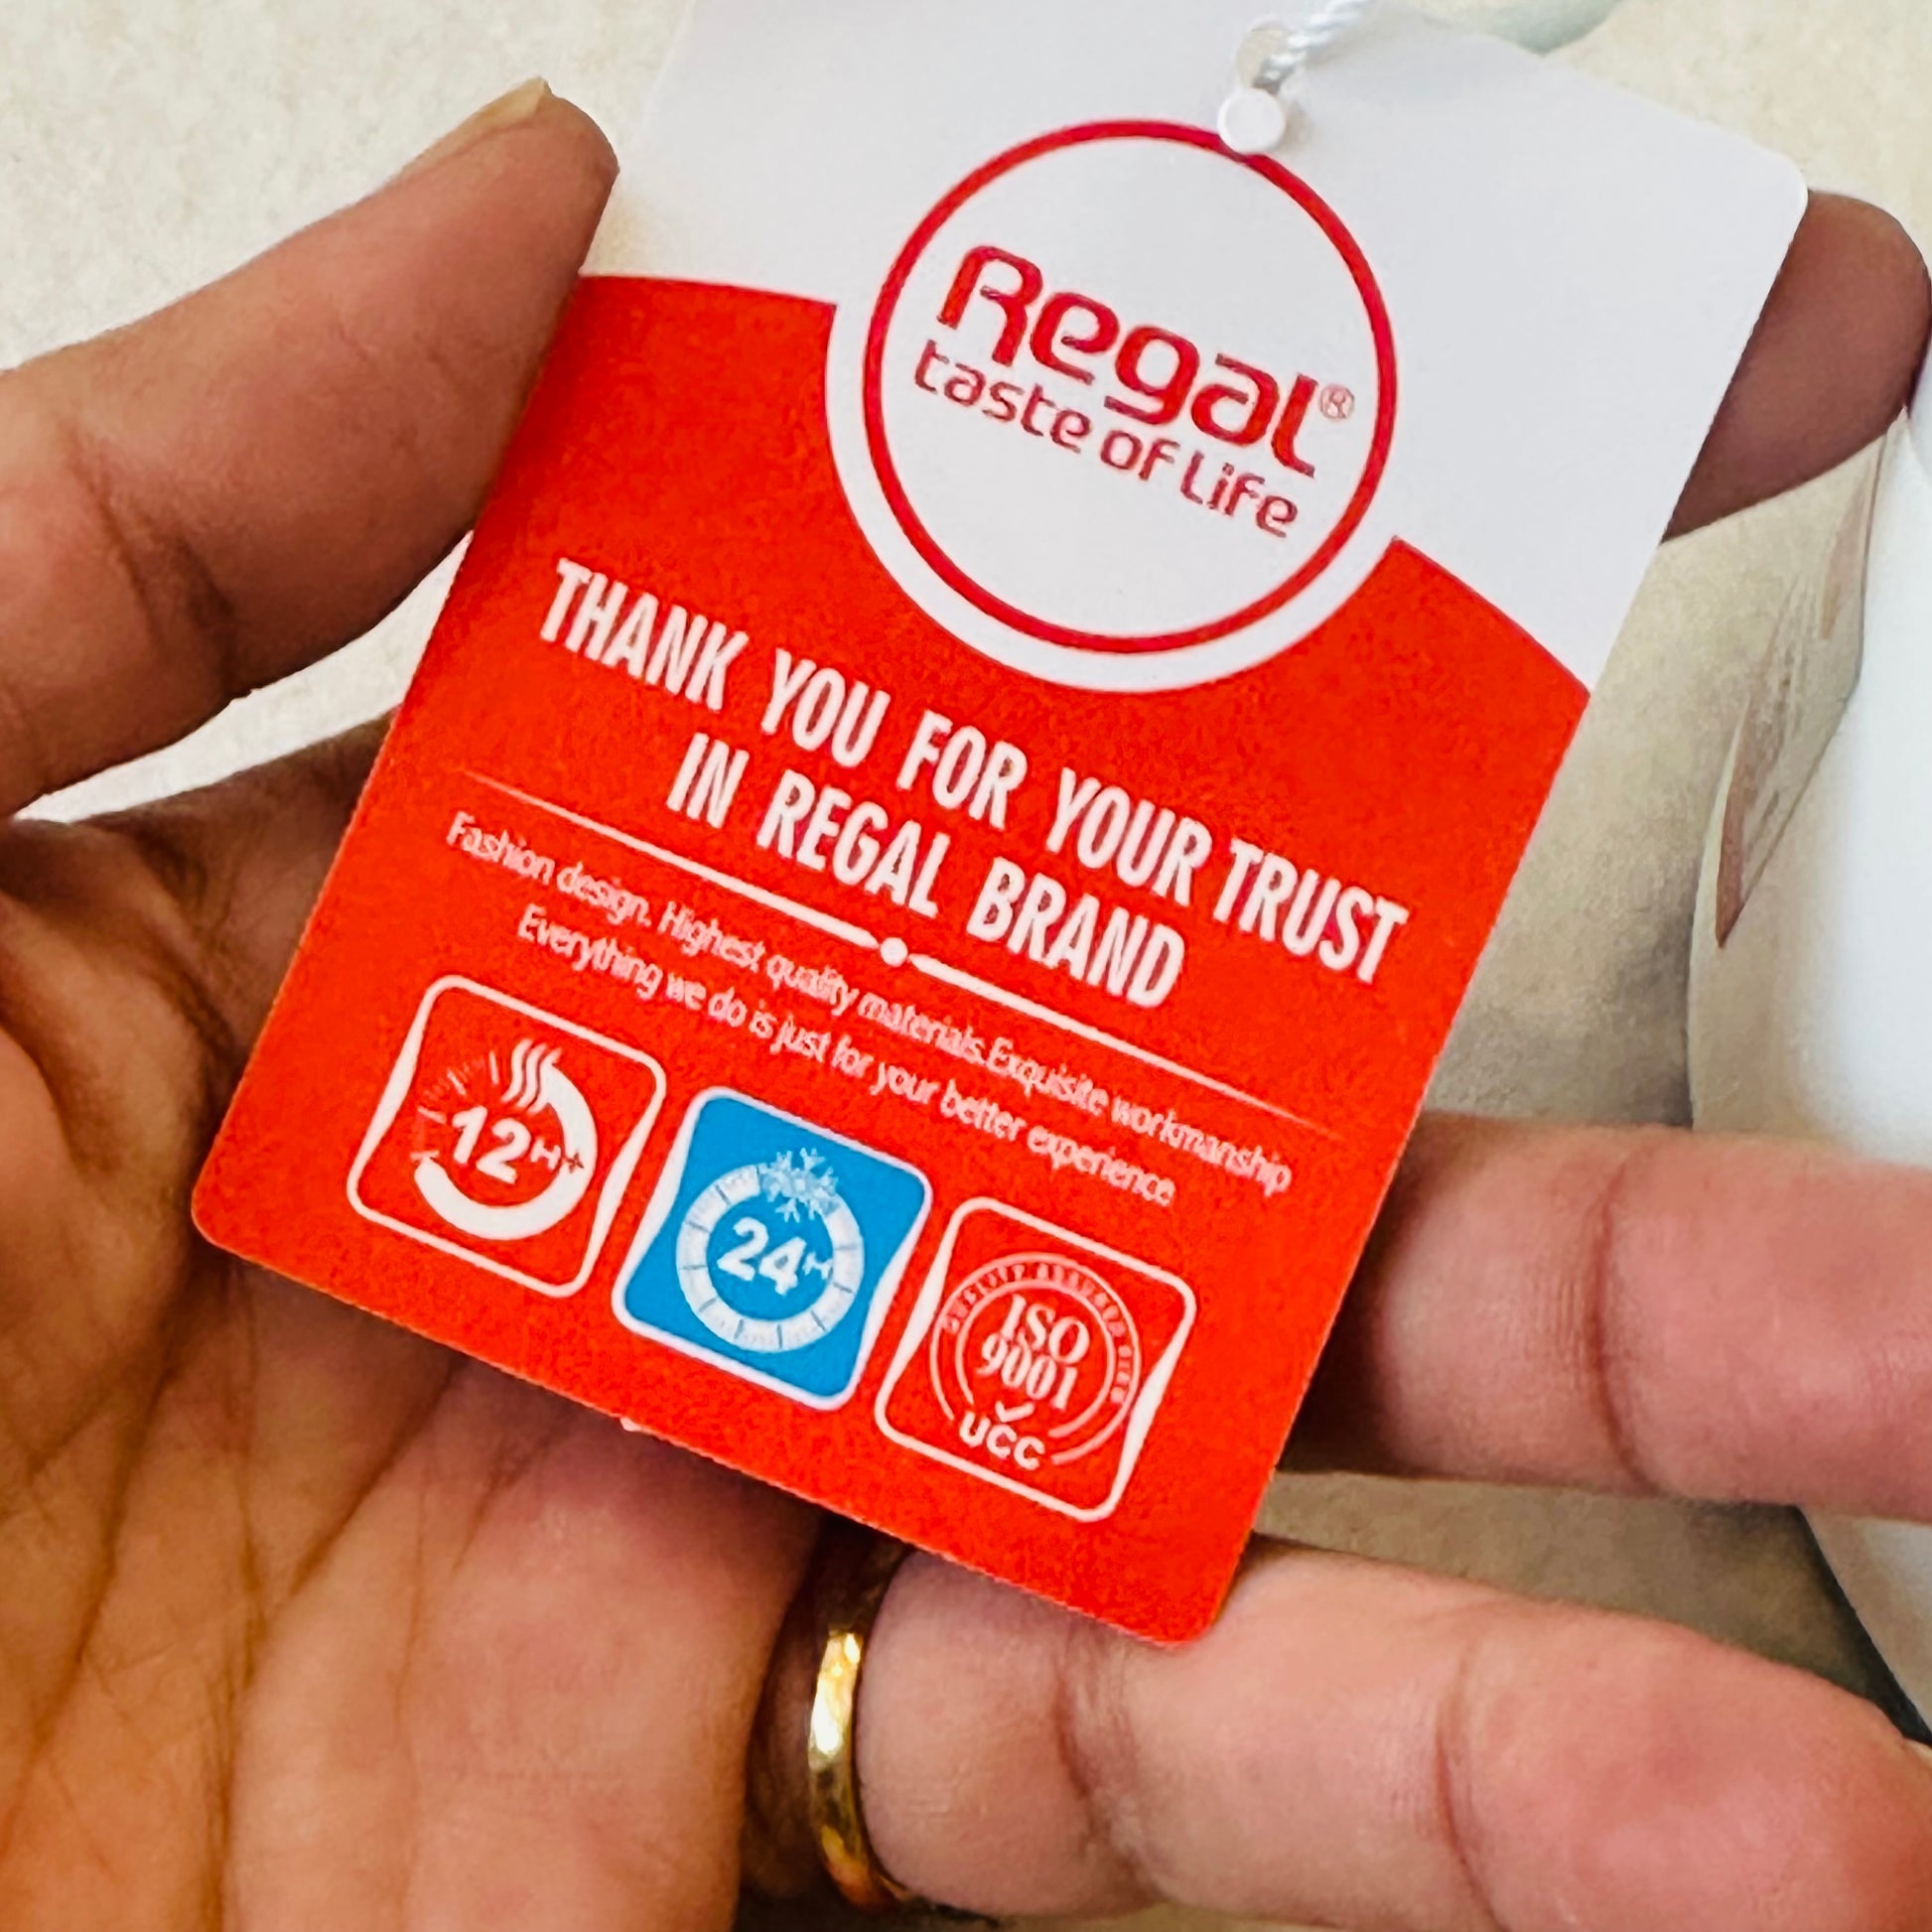 Regal®
taste of Life
THANK YOU FOR YOUR TRUST
IN REGAL BRAND
Fashion design. Highest quality materials.Exquisite workmanship
Everything we do is just for your better experience
12H+
24H
ISO
9001
UCC